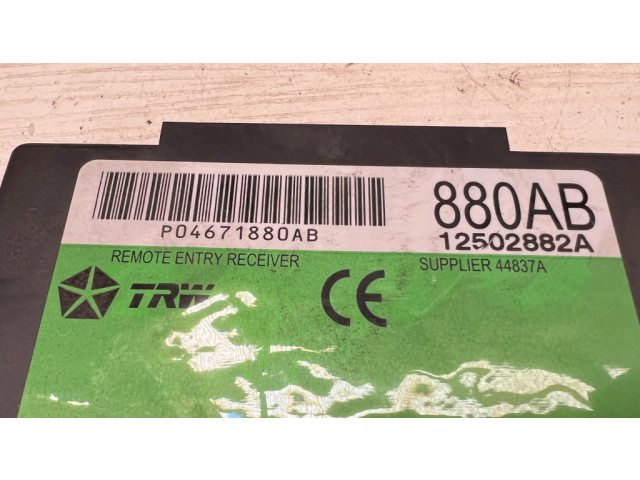 P04671880AB
880AB
12502882A
REMOTE ENTRY RECEIVER
SUPPLIER 44837A
TRW
CE